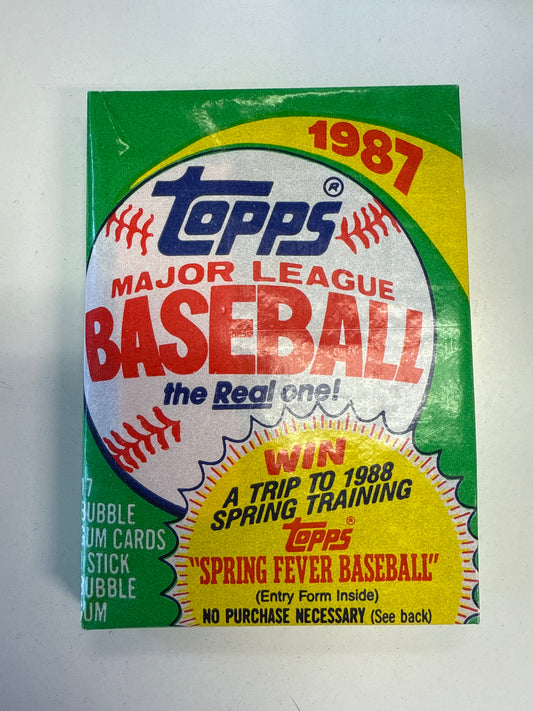 1987
Topps®
MAJOR LEAGUE
BASEBALL
the Real one!
WIN
A TRIP TO 1988
SPRING TRAINING
Topps®
"SPRING FEVER BASEBALL"
(Entry Form Inside)
NO PURCHASE NECESSARY (See back)
7
UBBLE
UM CARDS
STICK
UBBLE
UM